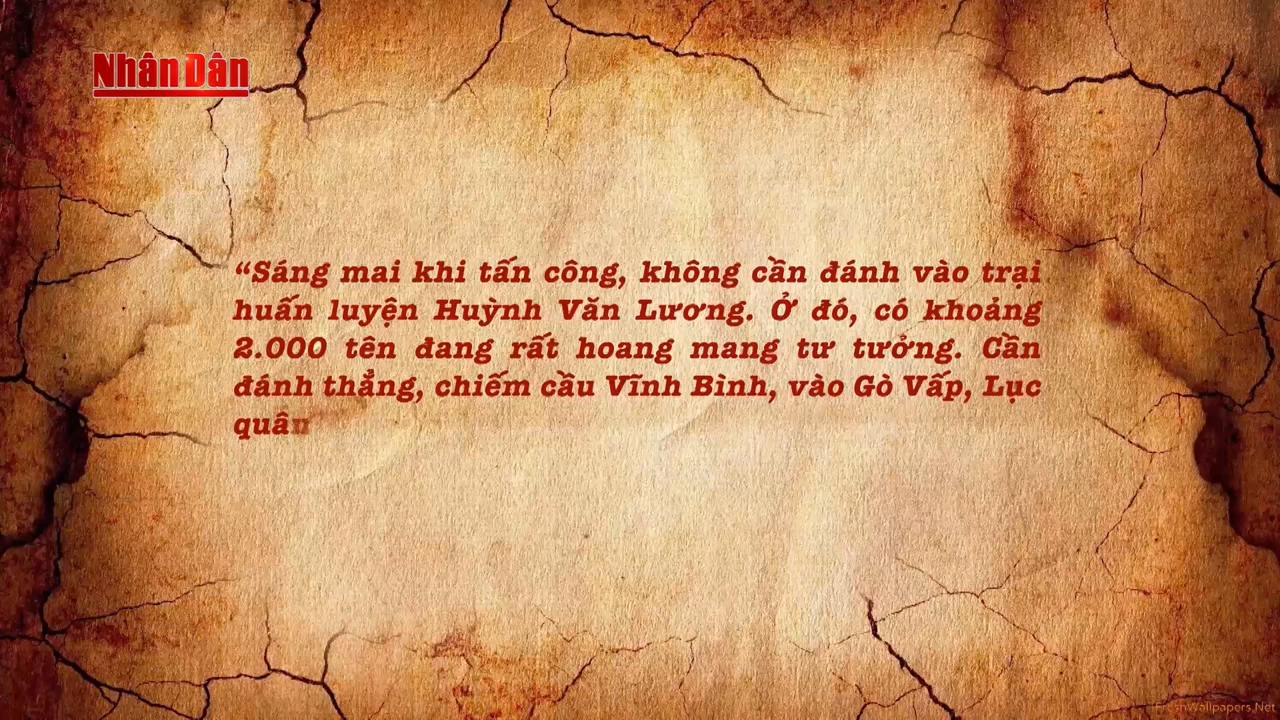 Nhân Dân
“Sáng mai khi tấn công, không cần đánh vào trại
huấn luyện Huỳnh Văn Lương. Ở đó, có khoảng
2.000 tên đang rất hoang mang tư tưởng. Cần
đánh thẳng, chiếm cầu Vĩnh Bình, vào Gò Vấp, Lục
quân
FreshWallpapers.Net